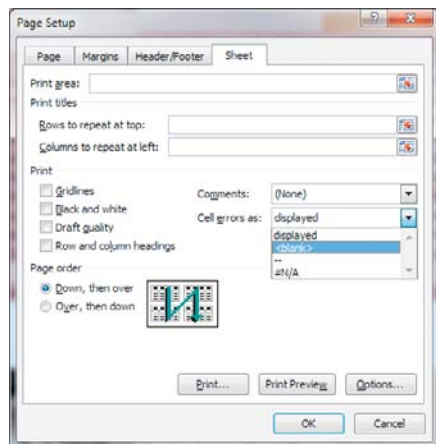 Page Setup
Page Margins Header/Footer Sheet
Print area:
Print titles
Rows to repeat at top:
Columns to repeat at left:
Print
Gridlines
Black and white
Draft quality
Row and column headings
Comments: (None)
Cell errors as: displayed
displayed
<blank>
--
#N/A
Page order
Down, then over
Over, then down
Print... Print Preview Options...
OK Cancel